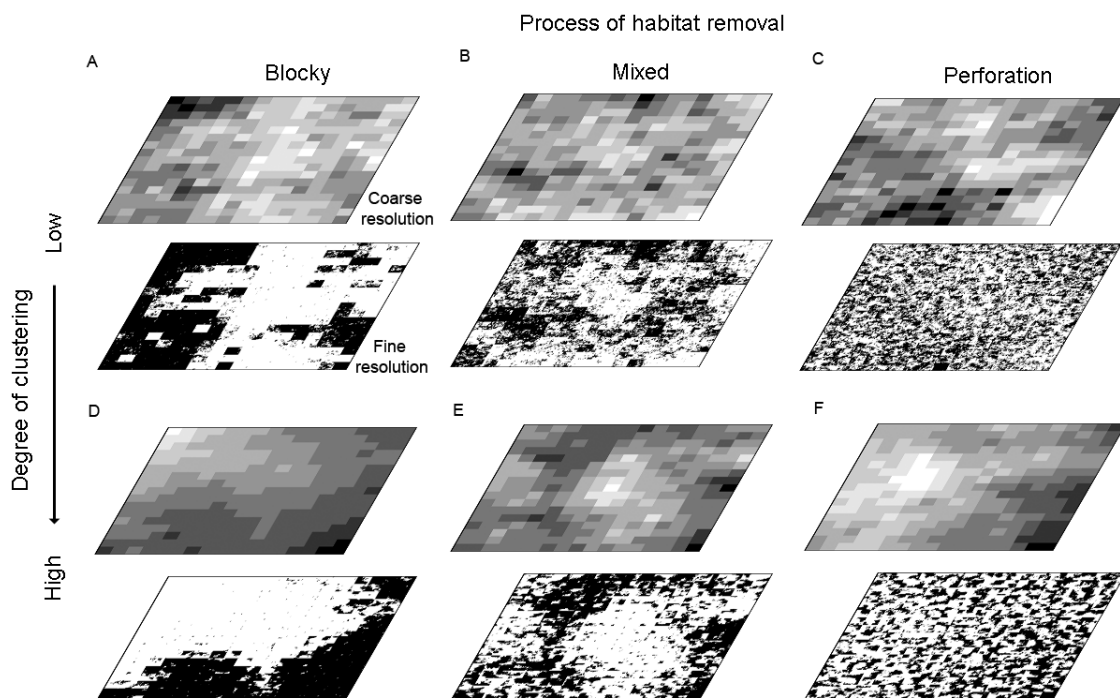 Process of habitat removal
A
Blocky
B
Mixed
C
Perforation
Coarse
resolution
Fine
resolution
Low
Degree of clustering
High
D
E
F